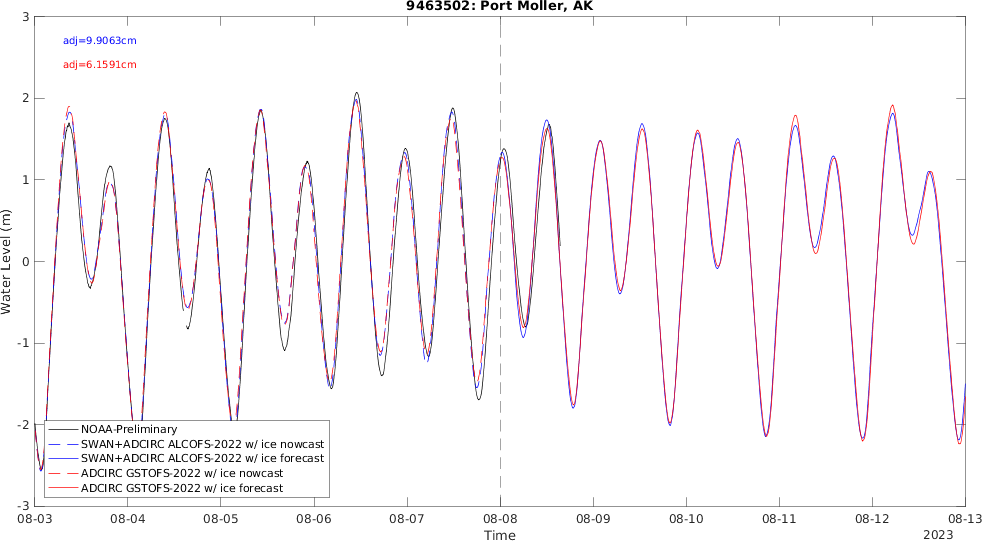 9463502: Port Moller, AK
adj=9.9063cm
adj=6.1591cm
Water Level (m)
3
2
1
0
-1
-2
-3
NOAA-Preliminary
SWAN+ADCIRC ALCOFS-2022 w/ ice nowcast
SWAN+ADCIRC ALCOFS-2022 w/ ice forecast
ADCIRC GSTOFS-2022 w/ ice nowcast
ADCIRC GSTOFS-2022 w/ ice forecast
08-03 08-04 08-05 08-06 08-07 08-08 08-09 08-10 08-11 08-12 08-13
Time
2023